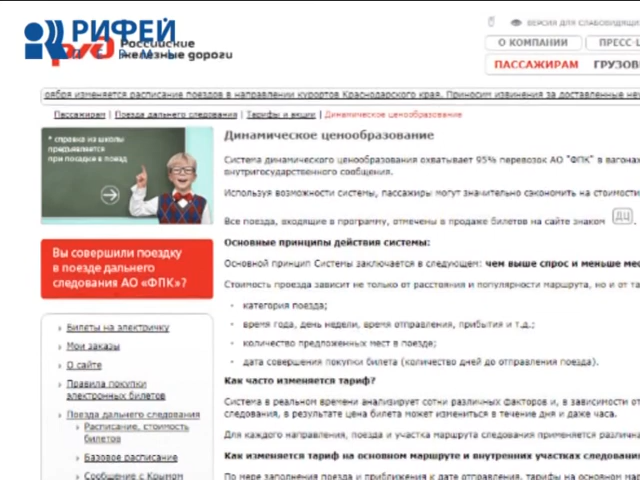 РИФЕЙ
ПЕРМЬ
Российские
железные дороги
ВЕРСИЯ ДЛЯ СЛАБОВИДЯЩИХ
О КОМПАНИИ
ПРЕСС-Ц
ПАССАЖИРАМ ГРУЗОВ
оября изменяется расписание поездов в направлении курортов Краснодарского края. Приносим извинения за доставленные неу
Пассажирам | Поезда дальнего следования | Тарифы и акции | Динамическое ценообразование
* справка из школы
предъявляется
при посадке в поезд
Вы совершили поездку
в поезде дальнего
следования АО «ФПК»?
› Билеты на электричку
› Мои заказы
› О сайте
› Правила покупки
электронных билетов
› Поезда дальнего следования
› Расписание, стоимость
билетов
› Базовое расписание
› Сообщение с Крымом
Динамическое ценообразование
Система динамического ценообразования охватывает 95% перевозок АО "ФПК" в вагонах
внутригосударственного сообщения.
Используя возможности системы, пассажиры могут значительно сэкономить на стоимости
Все поезда, входящие в программу, отмечены в продаже билетов на сайте знаком ДЦ.
Основные принципы действия системы:
Основной принцип Системы заключается в следующем: чем выше спрос и меньше мес
Стоимость проезда зависит не только от расстояния и популярности маршрута, но и от та
- категория поезда;
- время года, день недели, время отправления, прибытия и т.д.;
- количество предложенных мест в поезде;
- дата совершения покупки билета (количество дней до отправления поезда).
Как часто изменяется тариф?
Система в реальном времени анализирует сотни различных факторов и, в зависимости от
следования, в результате цена билета может измениться в течение дня и даже часа.
Для каждого направления, поезда и участка маршрута следования применяется различна
Как изменяется тариф на основном маршруте и внутренних участках следования
По мере заполнения поезда и приближения к дате отправления, тарифы на основном мар